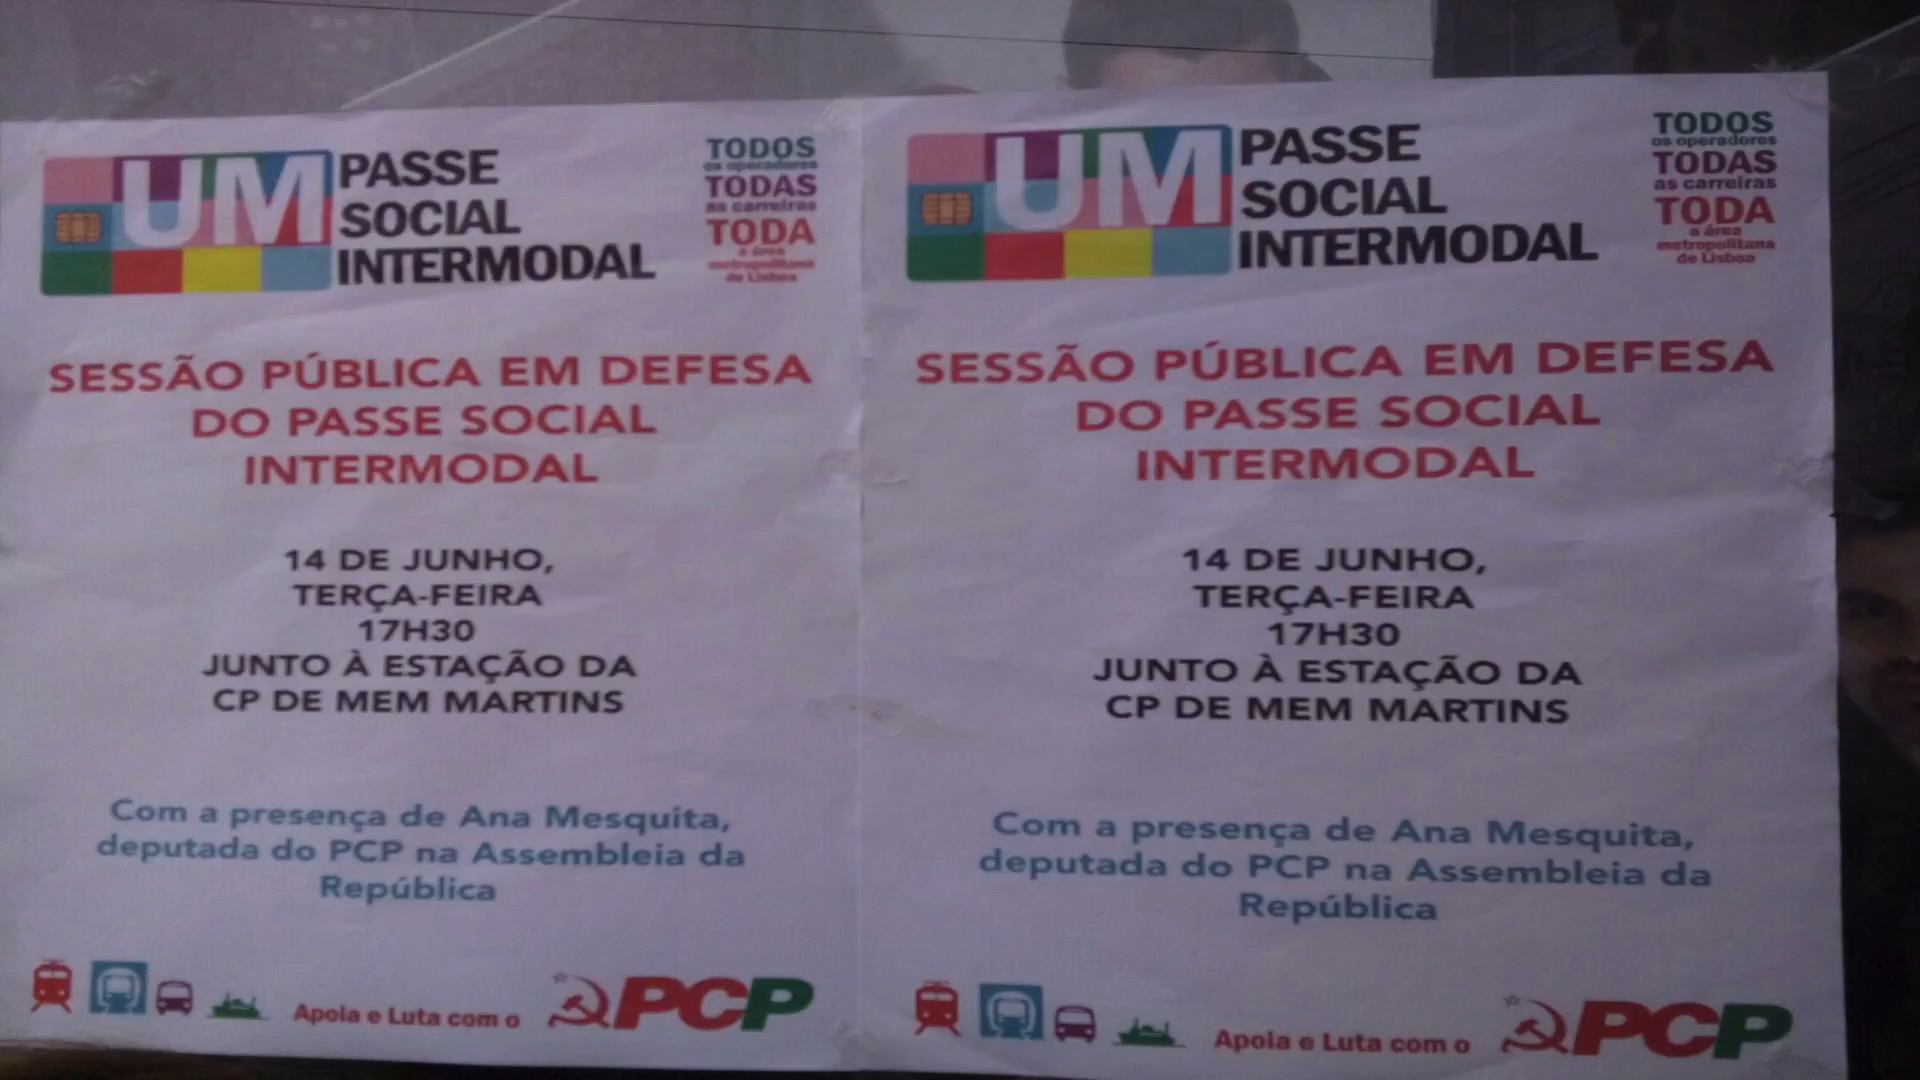 UM PASSE
SOCIAL
INTERMODAL
TODOS
os operadores
TODAS
as carreiras
TODA
a área
metropolitana
de Lisboa
SESSÃO PÚBLICA EM DEFESA
DO PASSE SOCIAL
INTERMODAL
14 DE JUNHO,
TERÇA-FEIRA
17H30
JUNTO À ESTAÇÃO DA
CP DE MEM MARTINS
Com a presença de Ana Mesquita,
deputada do PCP na Assembleia da
República
Apoia e Luta com o PCP
UM PASSE
SOCIAL
INTERMODAL
TODOS
os operadores
TODAS
as carreiras
TODA
a área
metropolitana
de Lisboa
SESSÃO PÚBLICA EM DEFESA
DO PASSE SOCIAL
INTERMODAL
14 DE JUNHO,
TERÇA-FEIRA
17H30
JUNTO À ESTAÇÃO DA
CP DE MEM MARTINS
Com a presença de Ana Mesquita,
deputada do PCP na Assembleia da
República
Apoia e Luta com o PCP